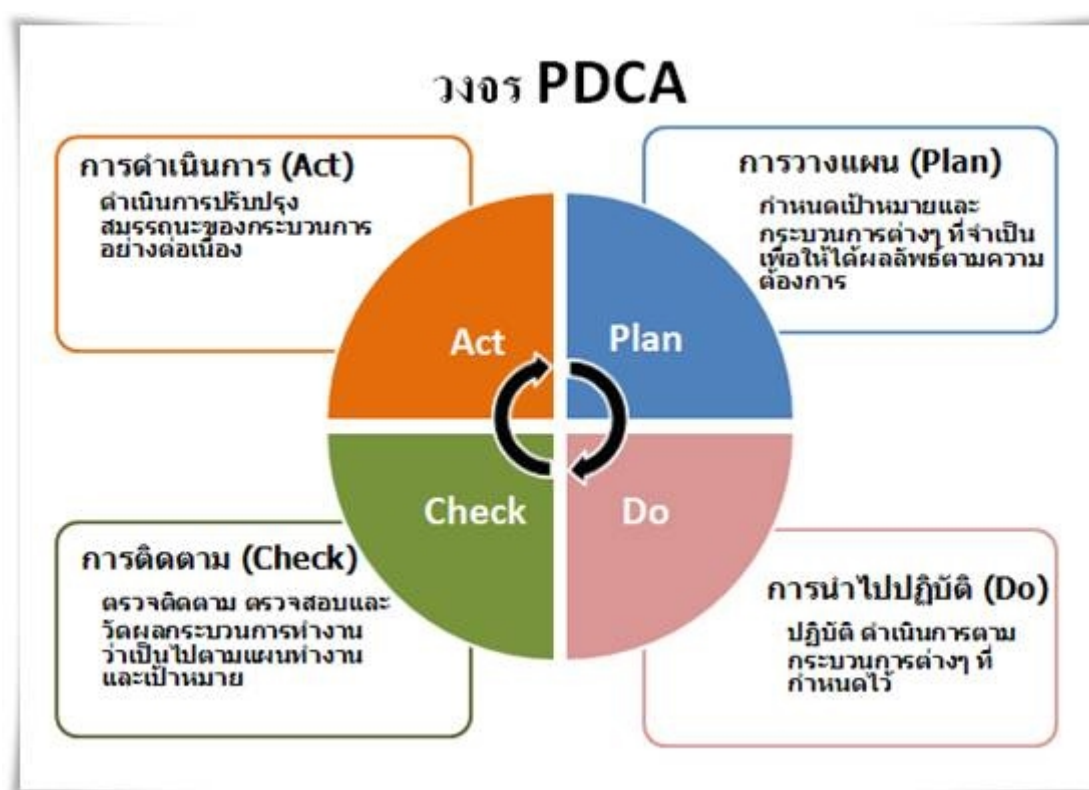 วงจร PDCA
การดำเนินการ (Act)
ดำเนินการปรับปรุง
สมรรถนะของกระบวนการ
อย่างต่อเนื่อง
การวางแผน (Plan)
กำหนดเป้าหมายและ
กระบวนการต่างๆ ที่จำเป็น
เพื่อให้ได้ผลลัพธ์ตามความ
ต้องการ
Act
Plan
Check
Do
การติดตาม (Check)
ตรวจติดตาม ตรวจสอบและ
วัดผลกระบวนการทำงาน
ว่าเป็นไปตามแผนทำงาน
และเป้าหมาย
การนำไปปฏิบัติ (Do)
ปฏิบัติ ดำเนินการตาม
กระบวนการต่างๆ ที่
กำหนดไว้